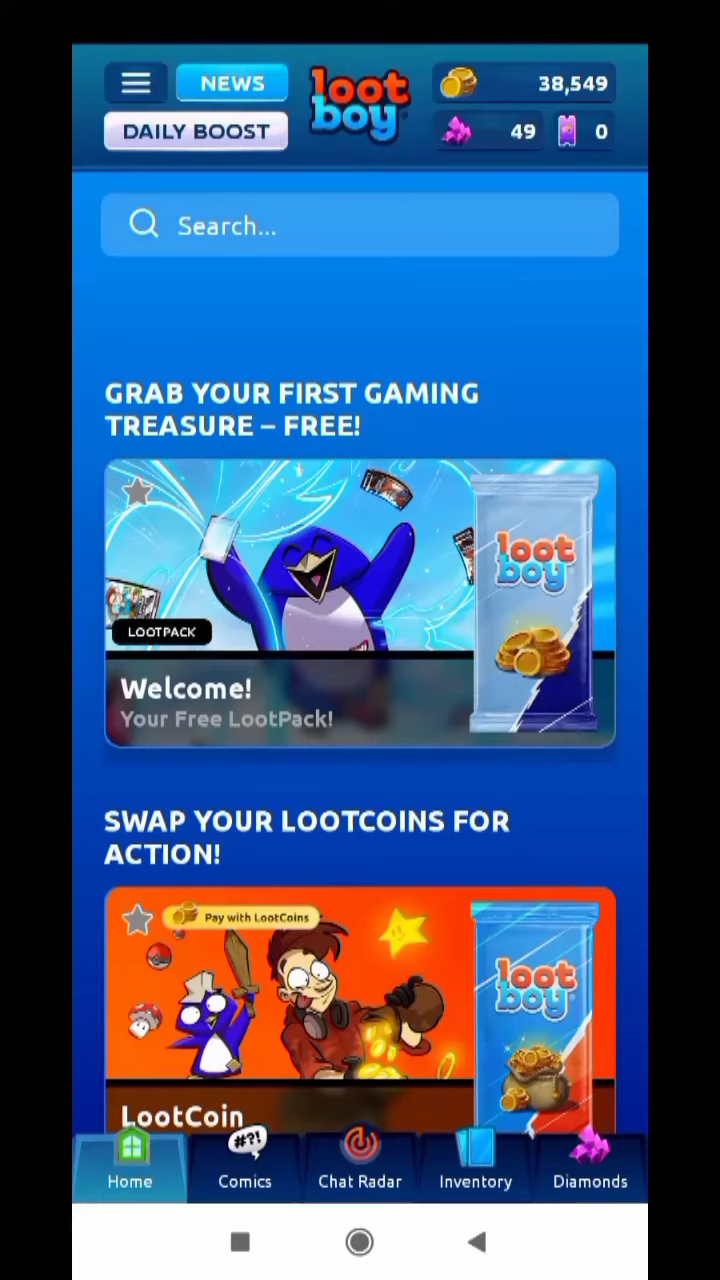 NEWS
loot
boy
38,549
DAILY BOOST
49
0
Search...
GRAB YOUR FIRST GAMING
TREASURE – FREE!
loot
boy
LOOTPACK
Welcome!
Your Free LootPack!
SWAP YOUR LOOTCOINS FOR
ACTION!
Pay with LootCoins
loot
boy
LootCoin
#?!
Home
Comics
Chat Radar
Inventory
Diamonds